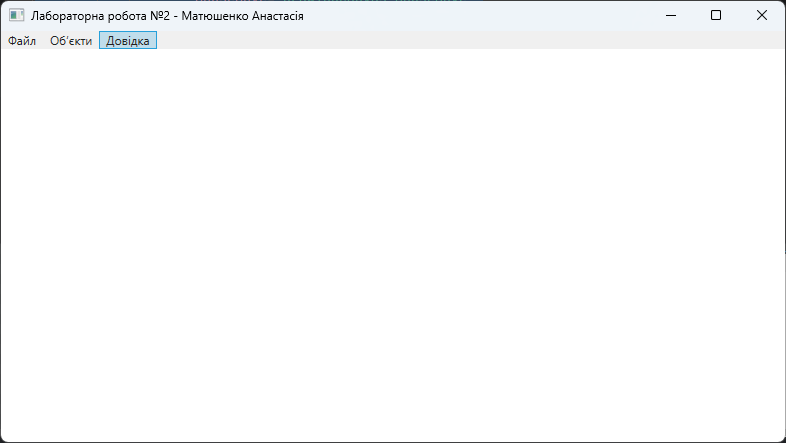 Лабораторна робота №2 - Матюшенко Анастасія
Файл Об'єкти Довідка